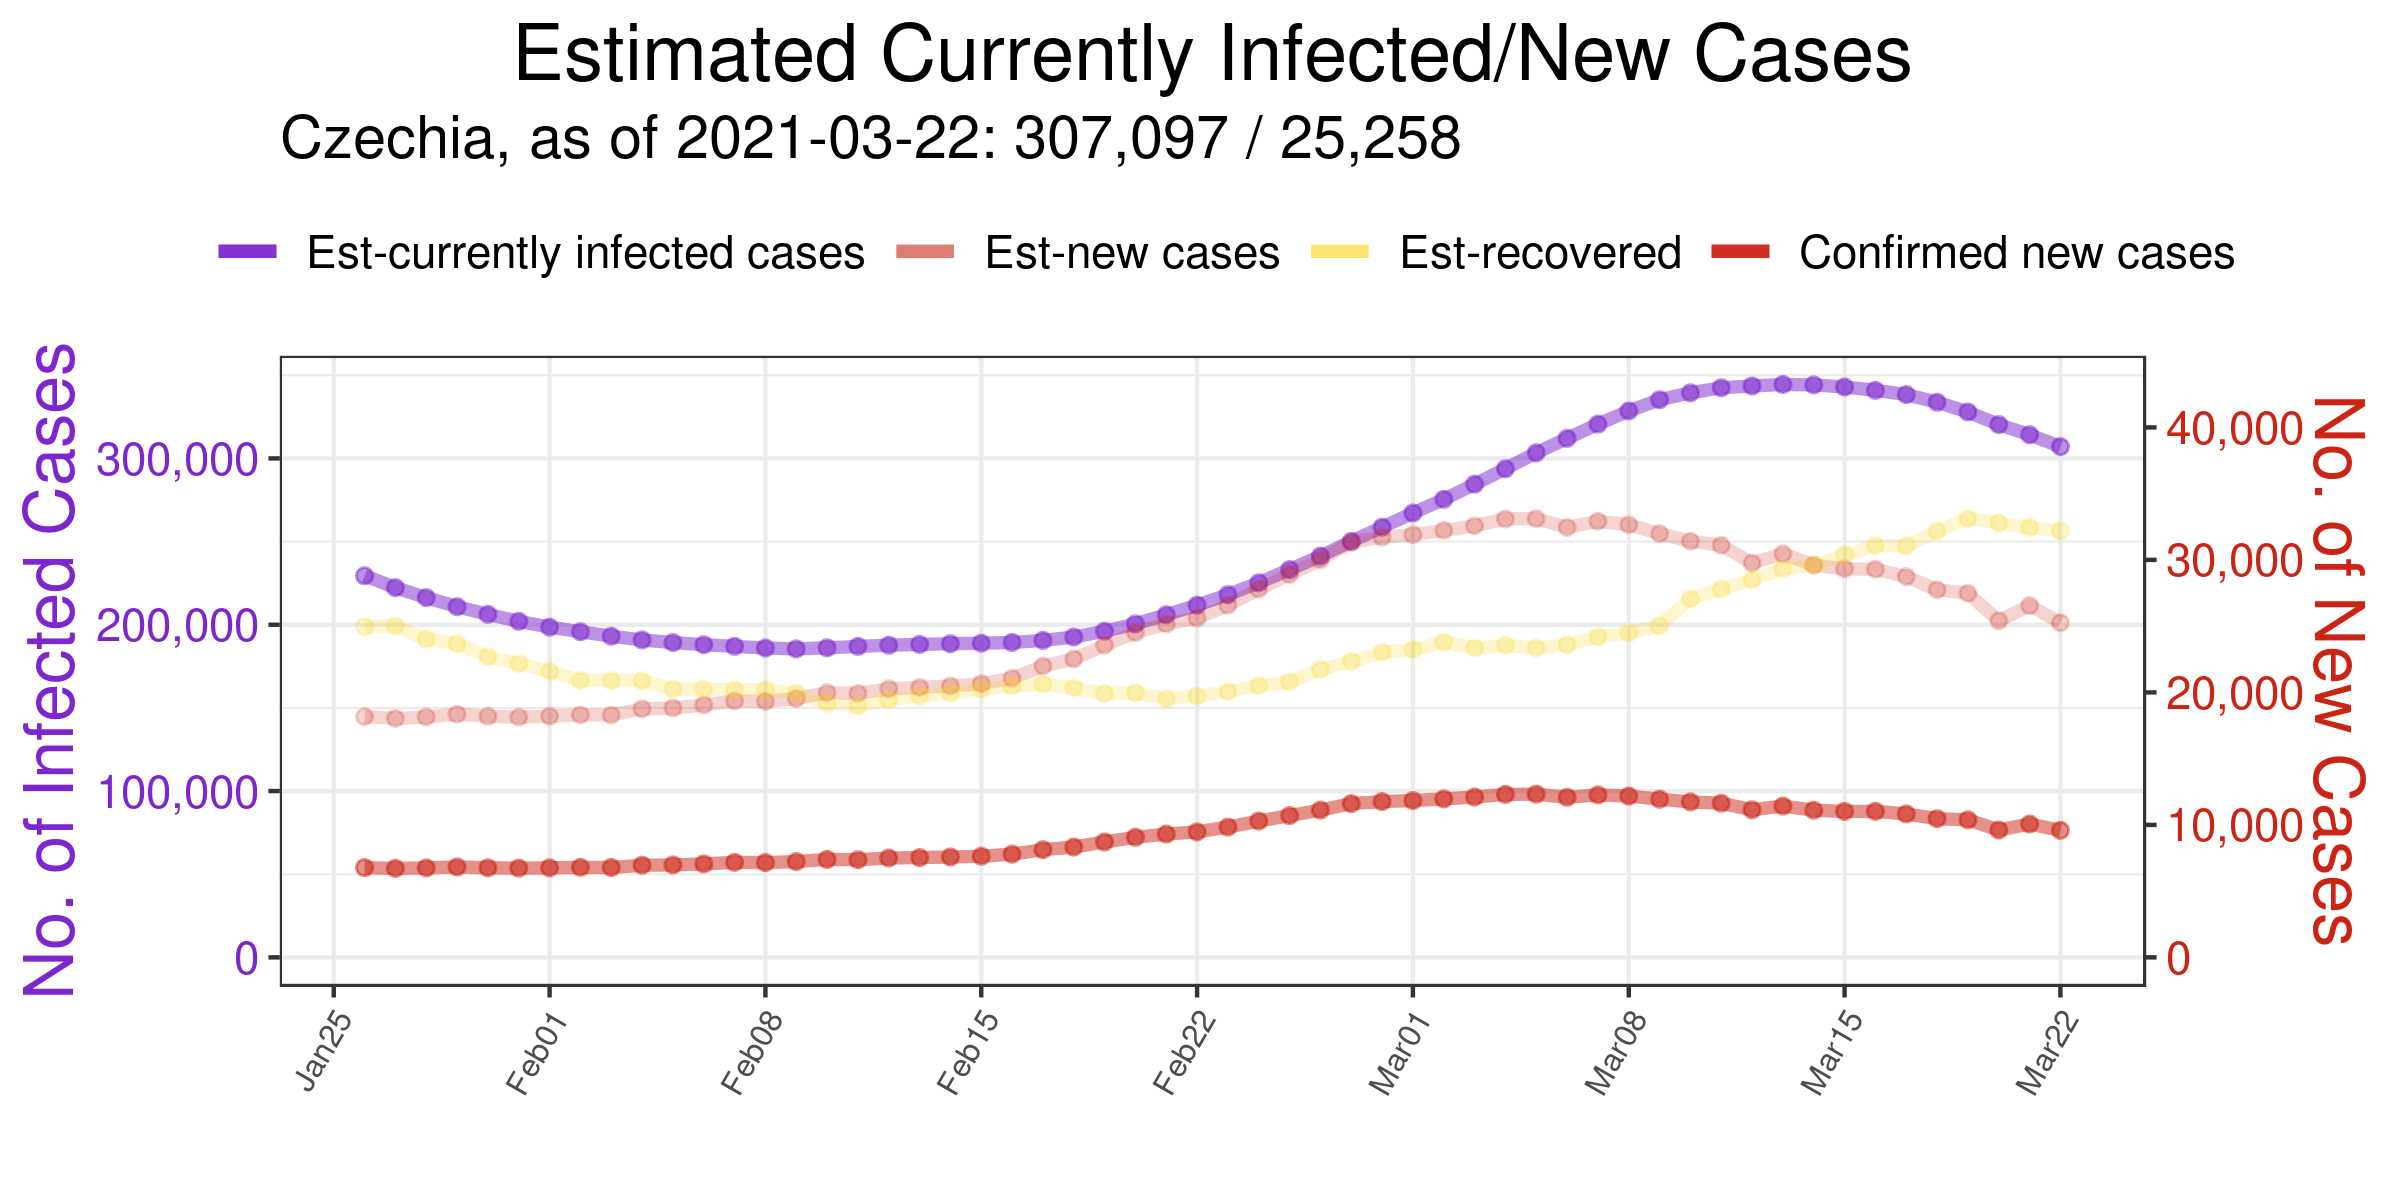 Estimated Currently Infected/New Cases
Czechia, as of 2021-03-22: 307,097 / 25,258
Est-currently infected cases Est-new cases Est-recovered Confirmed new cases
No. of Infected Cases
300,000
200,000
100,000
0
40,000
30,000
20,000
10,000
0
No. of New Cases
Jan25 Feb01 Feb08 Feb15 Feb22 Mar01 Mar08 Mar15 Mar22